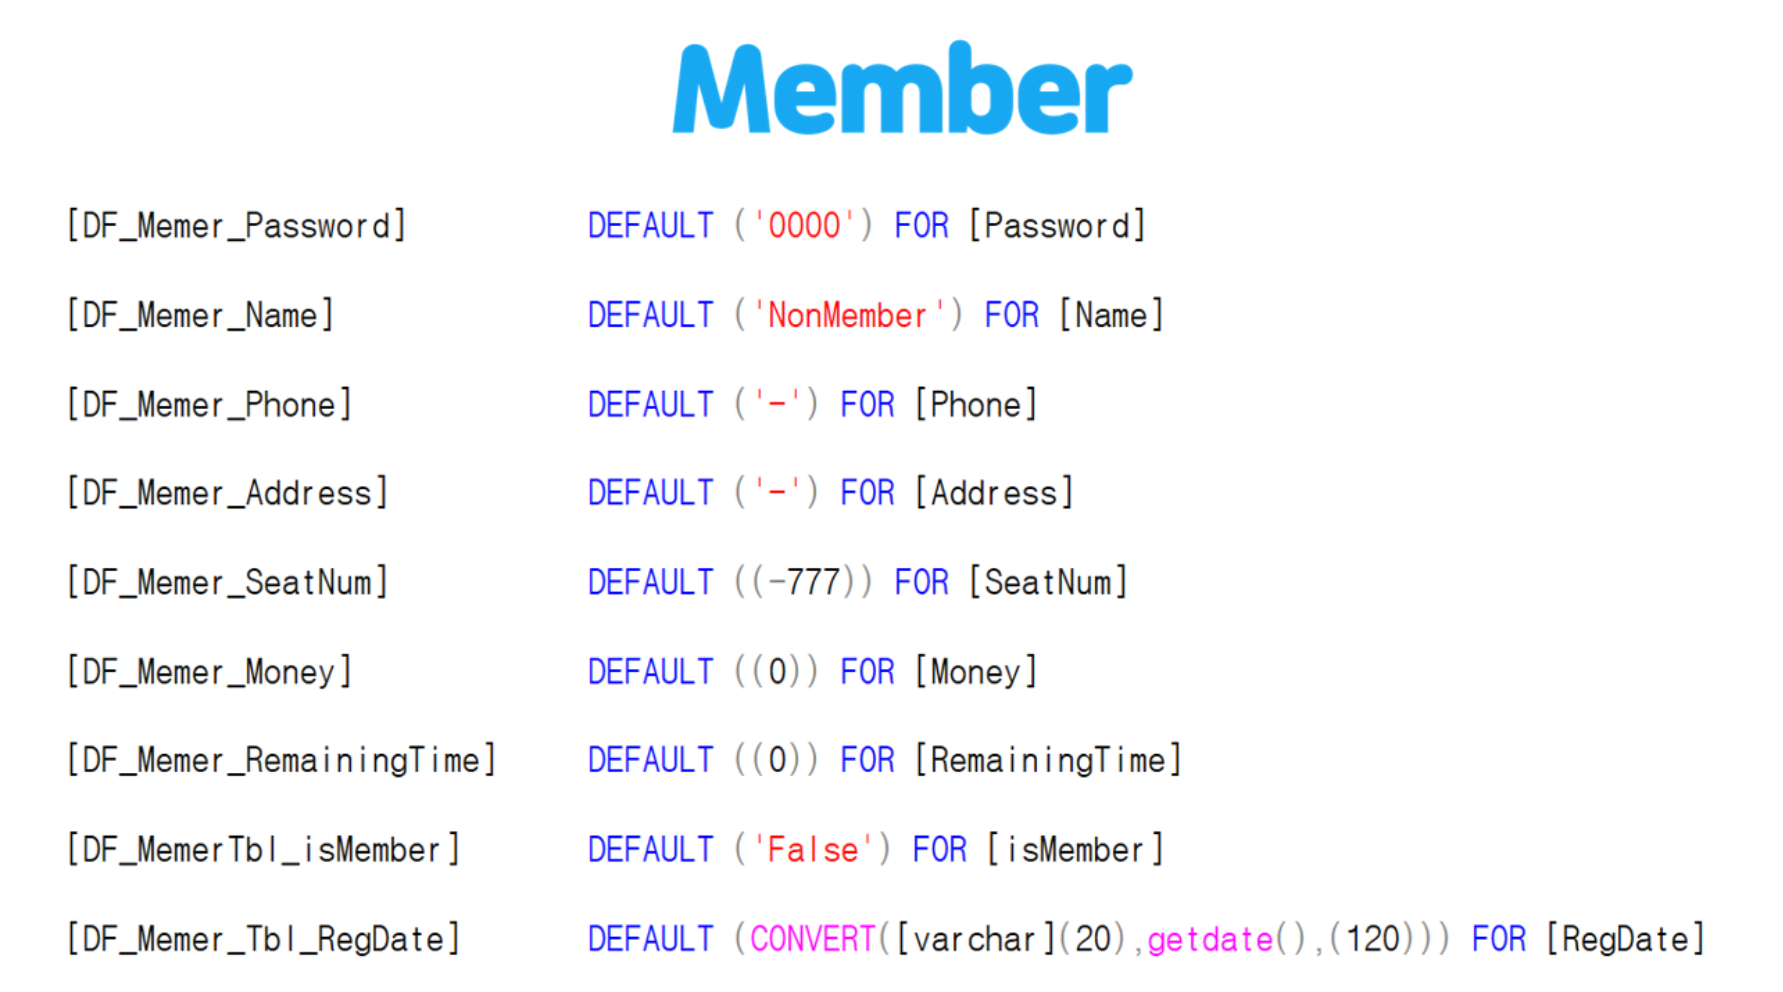 Member
[DF_Memer_Password] DEFAULT ('0000') FOR [Password]
[DF_Memer_Name] DEFAULT ('NonMember') FOR [Name]
[DF_Memer_Phone] DEFAULT ('-') FOR [Phone]
[DF_Memer_Address] DEFAULT ('-') FOR [Address]
[DF_Memer_SeatNum] DEFAULT ((-777)) FOR [SeatNum]
[DF_Memer_Money] DEFAULT ((0)) FOR [Money]
[DF_Memer_RemainingTime] DEFAULT ((0)) FOR [RemainingTime]
[DF_MemerTbl_isMember] DEFAULT ('False') FOR [isMember]
[DF_Memer_Tbl_RegDate] DEFAULT (CONVERT([varchar](20),getdate(),(120))) FOR [RegDate]